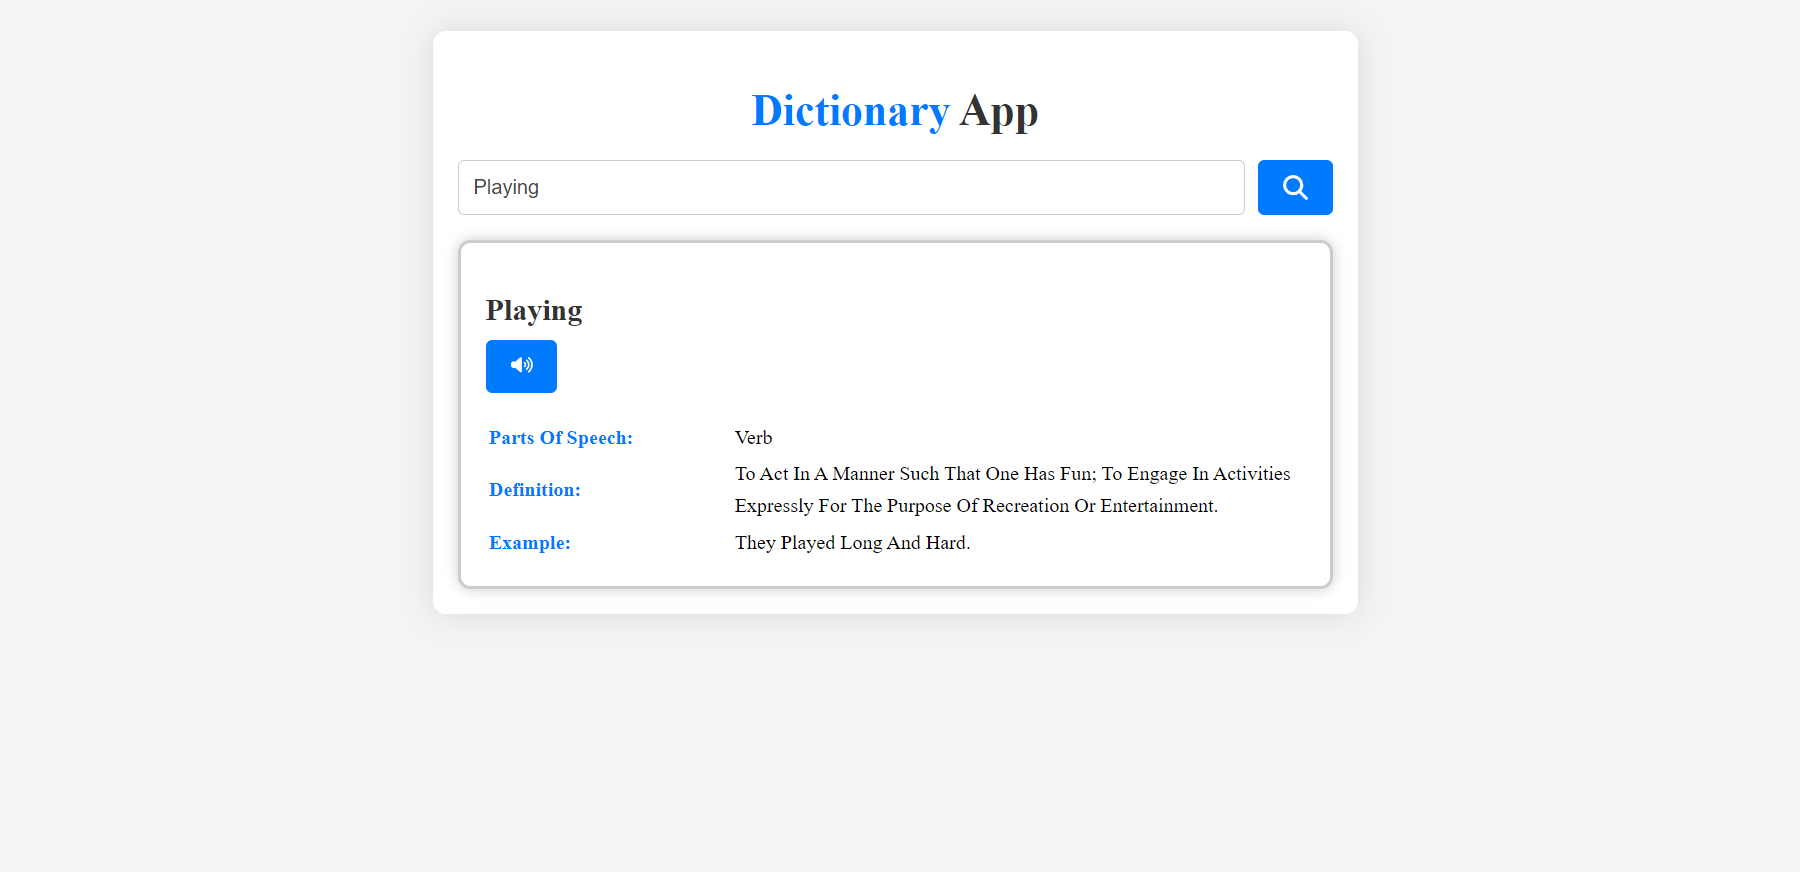 Dictionary App
Playing
Playing
Parts Of Speech: Verb
Definition: To Act In A Manner Such That One Has Fun; To Engage In Activities
Expressly For The Purpose Of Recreation Or Entertainment.
Example: They Played Long And Hard.